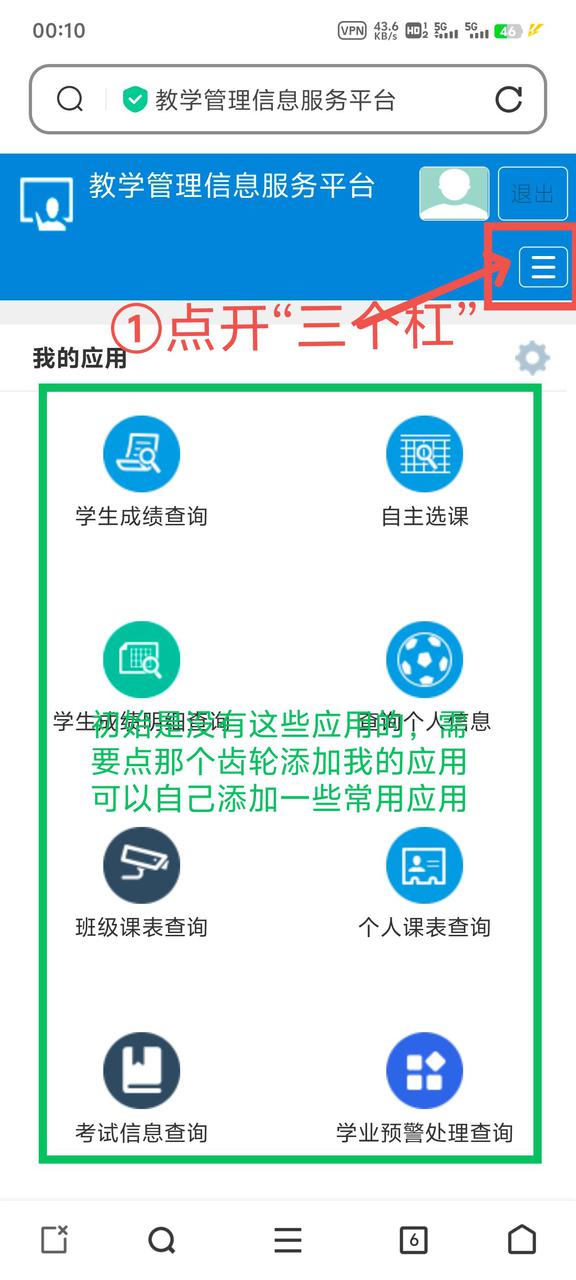 00:10
VPN 43.6 KB/s HD 1 2 5G 5G 46
教学管理信息服务平台
教学管理信息服务平台
退出
①点开“三个杠”
我的应用
学生成绩查询 自主选课
学生成绩明细查询 查询个人信息
初始是没有这些应用的，需
要点那个齿轮添加我的应用
可以自己添加一些常用应用
班级课表查询 个人课表查询
考试信息查询 学业预警处理查询
6